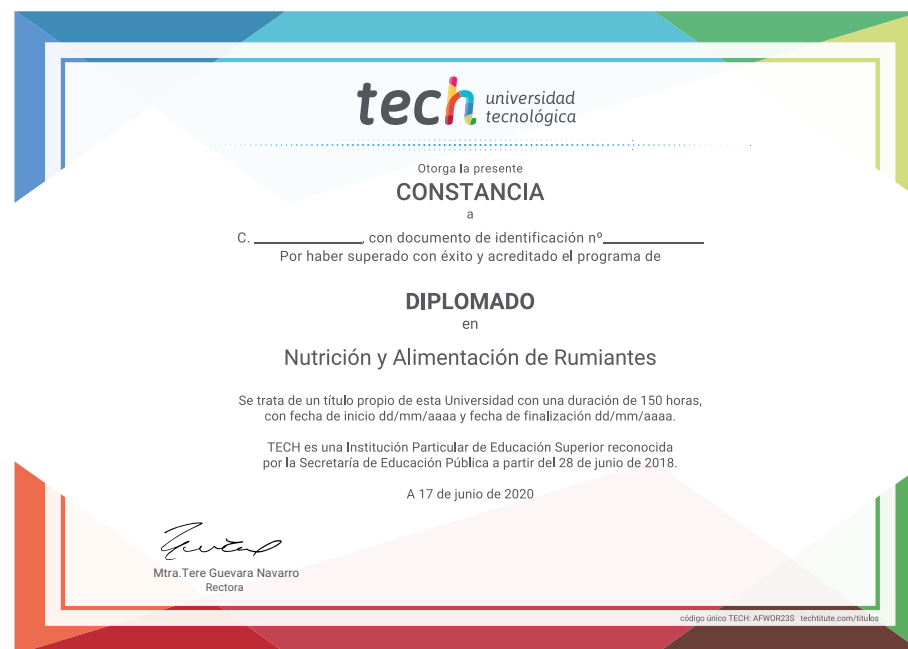 tech universidad
tecnológica
Otorga la presente
CONSTANCIA
a
C. ______________, con documento de identificación nº_____________
Por haber superado con éxito y acreditado el programa de
DIPLOMADO
en
Nutrición y Alimentación de Rumiantes
Se trata de un título propio de esta Universidad con una duración de 150 horas,
con fecha de inicio dd/mm/aaaa y fecha de finalización dd/mm/aaaa.
TECH es una Institución Particular de Educación Superior reconocida
por la Secretaría de Educación Pública a partir del 28 de junio de 2018.
A 17 de junio de 2020
Mtra.Tere Guevara Navarro
Rectora
código único TECH: AFWOR23S techtitute.com/titulos